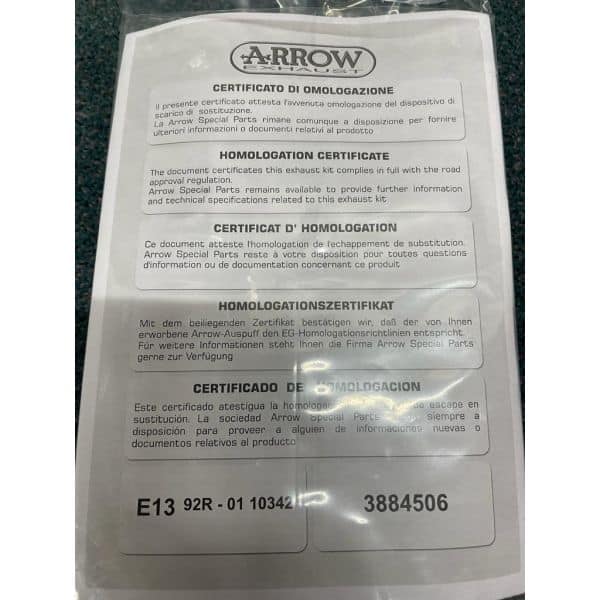 ARROW
EXHAUST
CERTIFICATO DI OMOLOGAZIONE
Il presente certificato attesta l'avvenuta omologazione del dispositivo di
scarico di sostituzione.
La Arrow Special Parts rimane comunque a disposizione per fornire
ulteriori informazioni o documenti relativi al prodotto
HOMOLOGATION CERTIFICATE
The document certificates this exhaust kit complies in full with the road
approval regulation.
Arrow Special Parts remains available to provide further information
and technical specifications related to this exhaust kit
CERTIFICAT D' HOMOLOGATION
Ce document atteste l'homologation de l'echappement de substitution.
Arrow Special Parts reste à votre disposition pour toutes questions
d'information ou de documentation concernant ce produit
HOMOLOGATIONSZERTIFIKAT
Mit dem beiliegenden Zertifikat bestätigen wir, daß der von Ihnen
erworbene Arrow-Auspuff den EG-Homologationsrichtlinien entspricht.
Für weitere Informationen steht Ihnen die Firma Arrow Special Parts
gerne zur Verfügung
CERTIFICADO DE HOMOLOGACION
Este certificado atestigua la de escape en
sustitución. La sociedad Arrow Special Parts siempre a
disposición para proveer a alguien de informaciones nuevas o
documentos relativos al producto
E13 92R - 01 10342
3884506